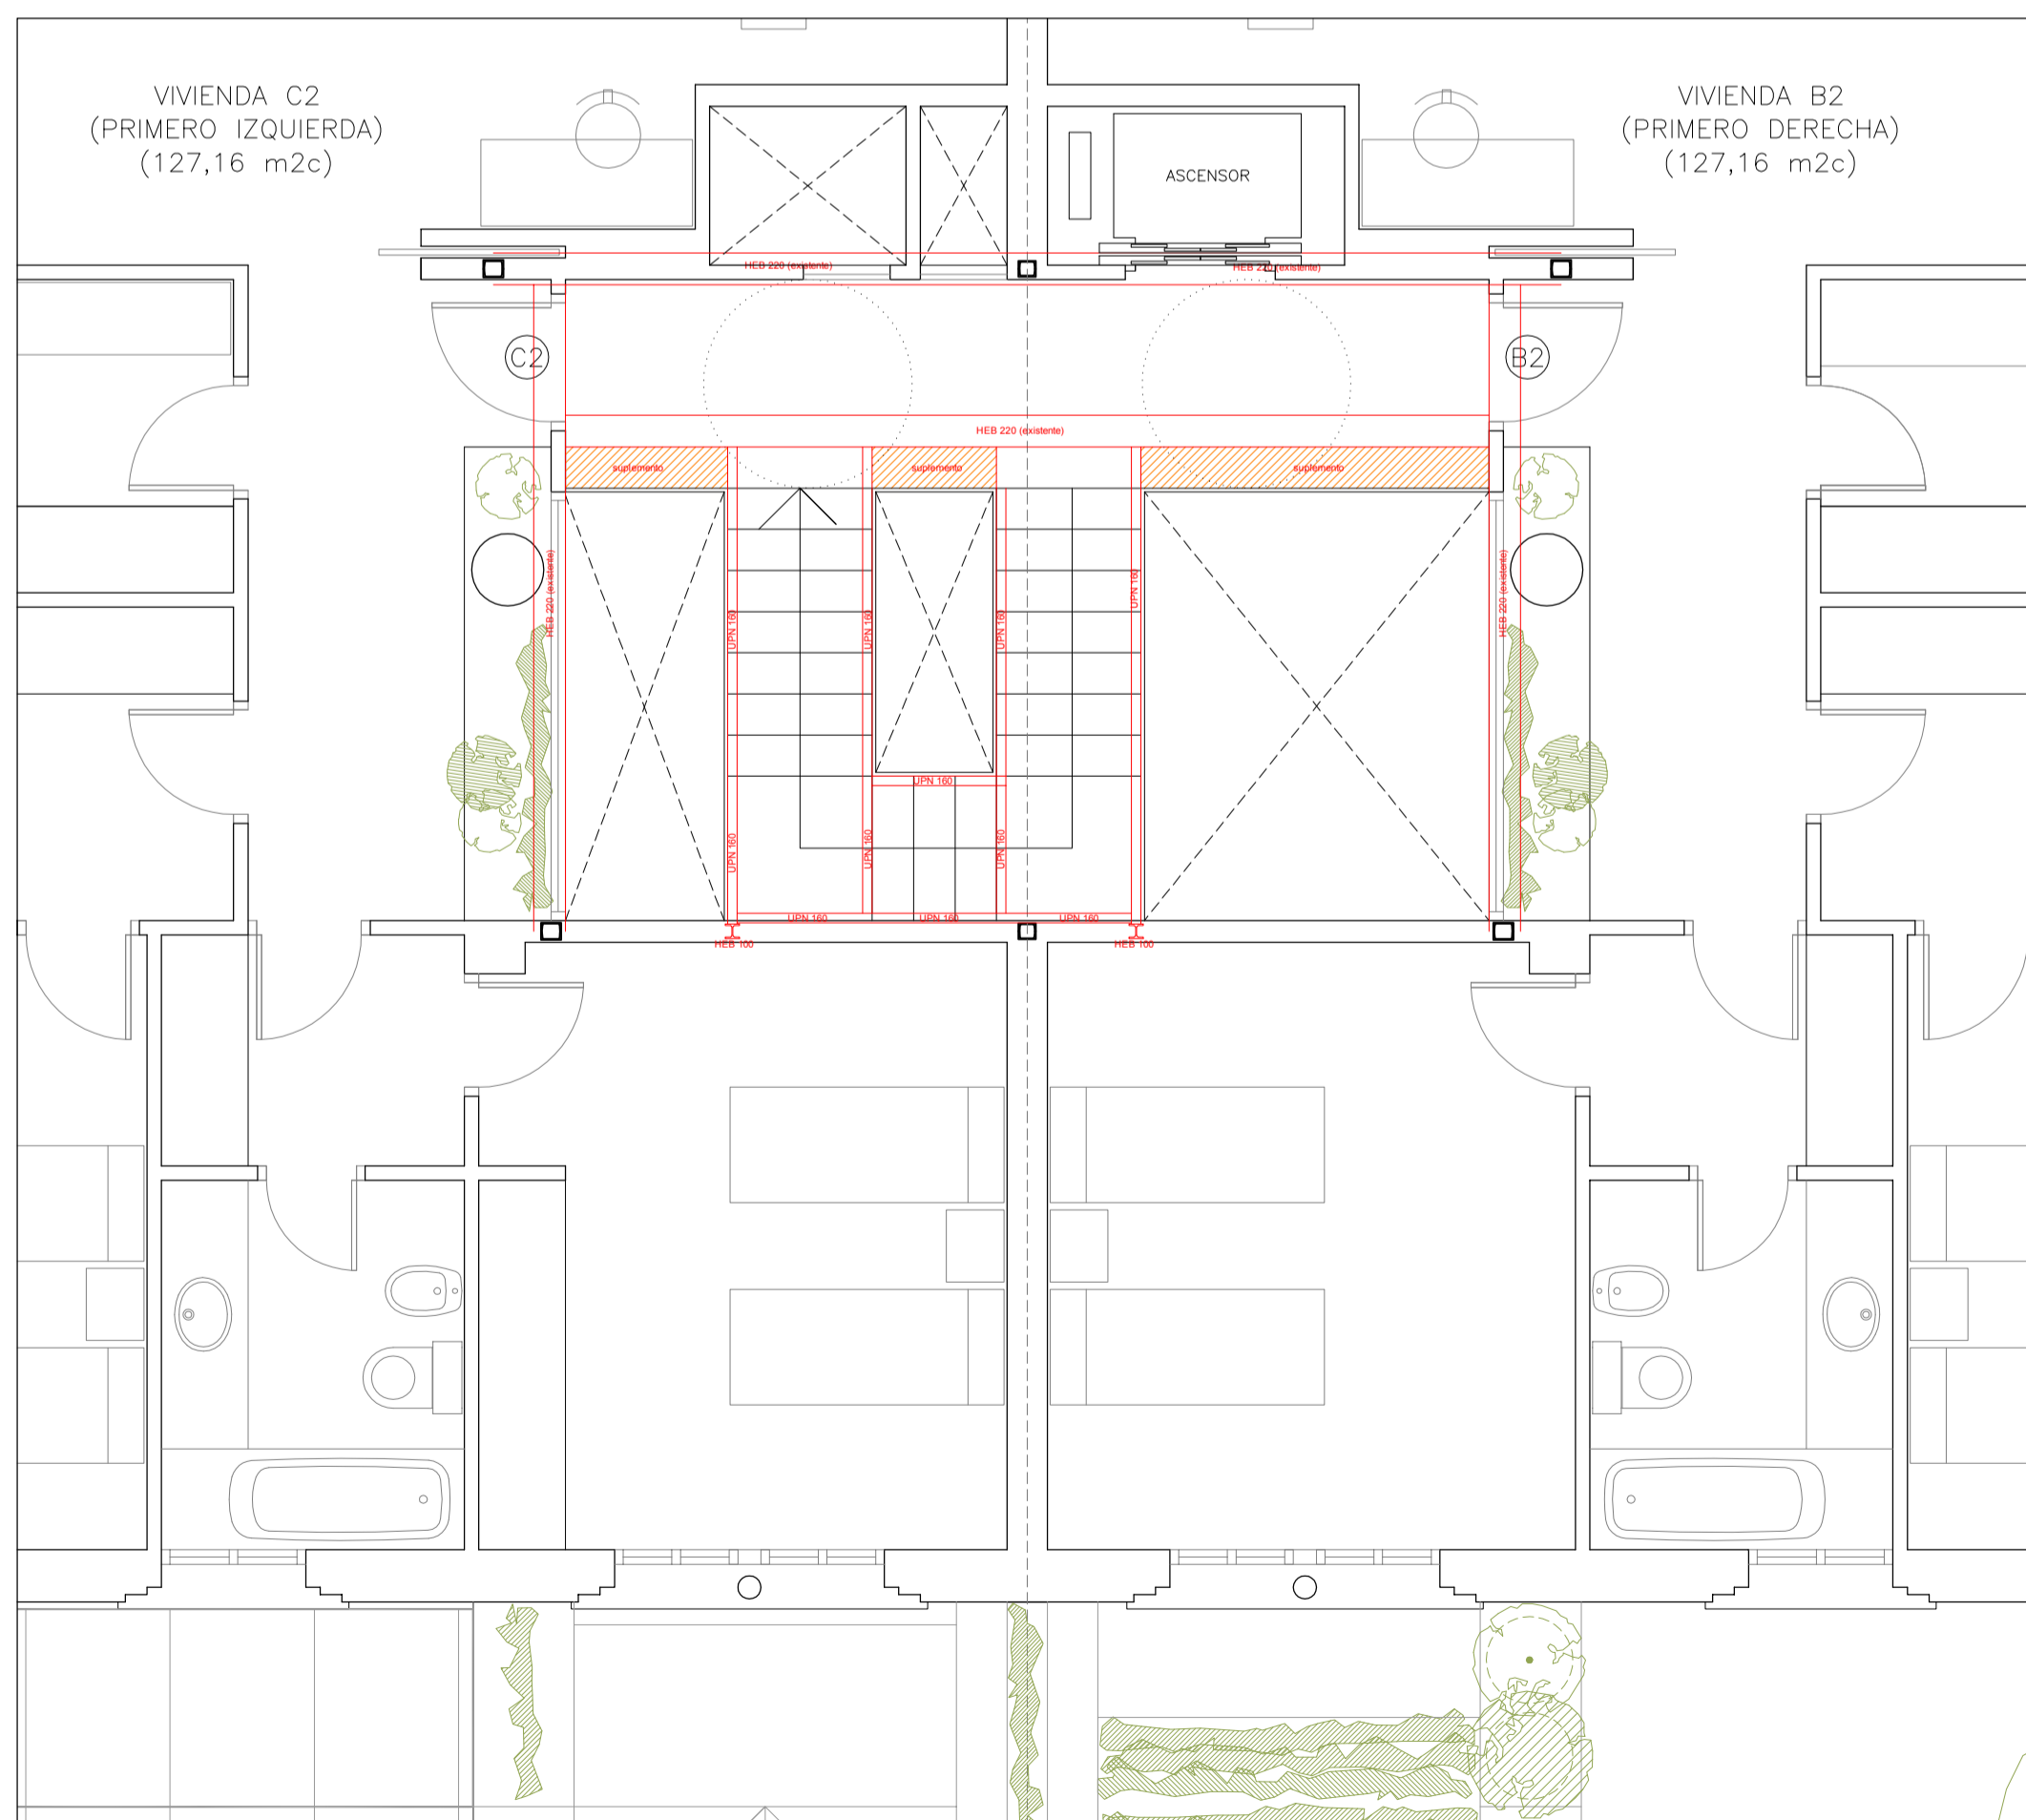 VIVIENDA C2
(PRIMERO IZQUIERDA)
(127,16 m2c)
VIVIENDA B2
(PRIMERO DERECHA)
(127,16 m2c)
ASCENSOR
HEB 220 (existente)
HEB 220 (existente)
C2
B2
HEB 220 (existente)
suplemento
suplemento
suplemento
HEB 220 (existente)
UPN 160
UPN 160
UPN 160
UPN 160
HEB 220 (existente)
UPN 160
UPN 160
UPN 160
UPN 160
UPN 160
UPN 160
UPN 160
HEB 100
HEB 100